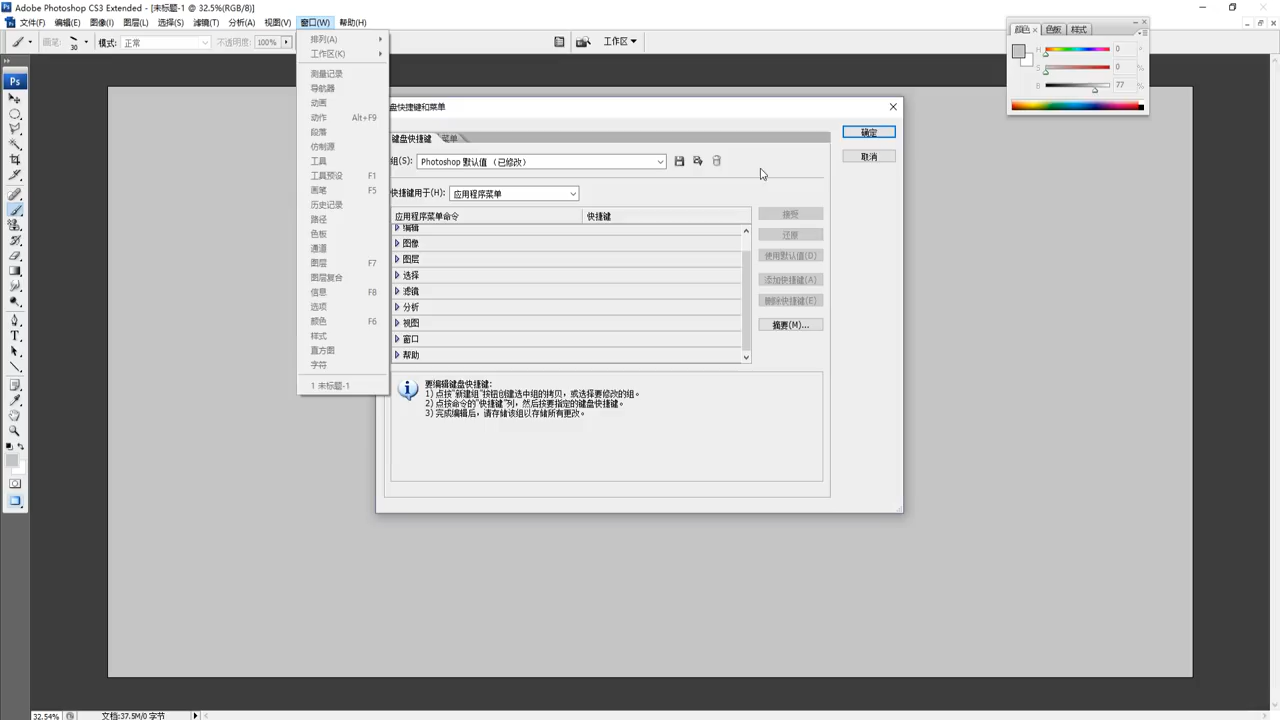 Adobe Photoshop CS3 Extended - [未标题-1 @ 32.5%(RGB/8)]
文件(F) 编辑(E) 图像(I) 图层(L) 选择(S) 滤镜(T) 分析(A) 视图(V) 窗口(W) 帮助(H)
画笔: 30 模式: 正常 不透明度: 100% 工作区
排列(A)
工作区(K)
测量记录
导航器
动画
动作 Alt+F9
段落
仿制源
工具
工具预设 F1
画笔 F5
历史记录
路径
色板
通道
图层 F7
图层复合
信息 F8
选项
颜色 F6
样式
直方图
字符
1 未标题-1
Ps
盘快捷键和菜单
键盘快捷键 菜单
组(S): Photoshop 默认值 (已修改)
快捷键用于(H): 应用程序菜单
应用程序菜单命令 快捷键
编辑
图像
图层
选择
滤镜
分析
视图
窗口
帮助
确定
取消
接受
还原
使用默认值(D)
添加快捷键(A)
删除快捷键(E)
摘要(M)...
要编辑键盘快捷键:
1) 点按"新建组"按钮创建选中组的拷贝，或选择要修改的组。
2) 点按命令的"快捷键"列，然后按要指定的键盘快捷键。
3) 完成编辑后，请存储该组以存储所有更改。
颜色 × 色板 样式
H 0 °
S 0 %
B 77 %
32.54% 文档:37.5M/0 字节